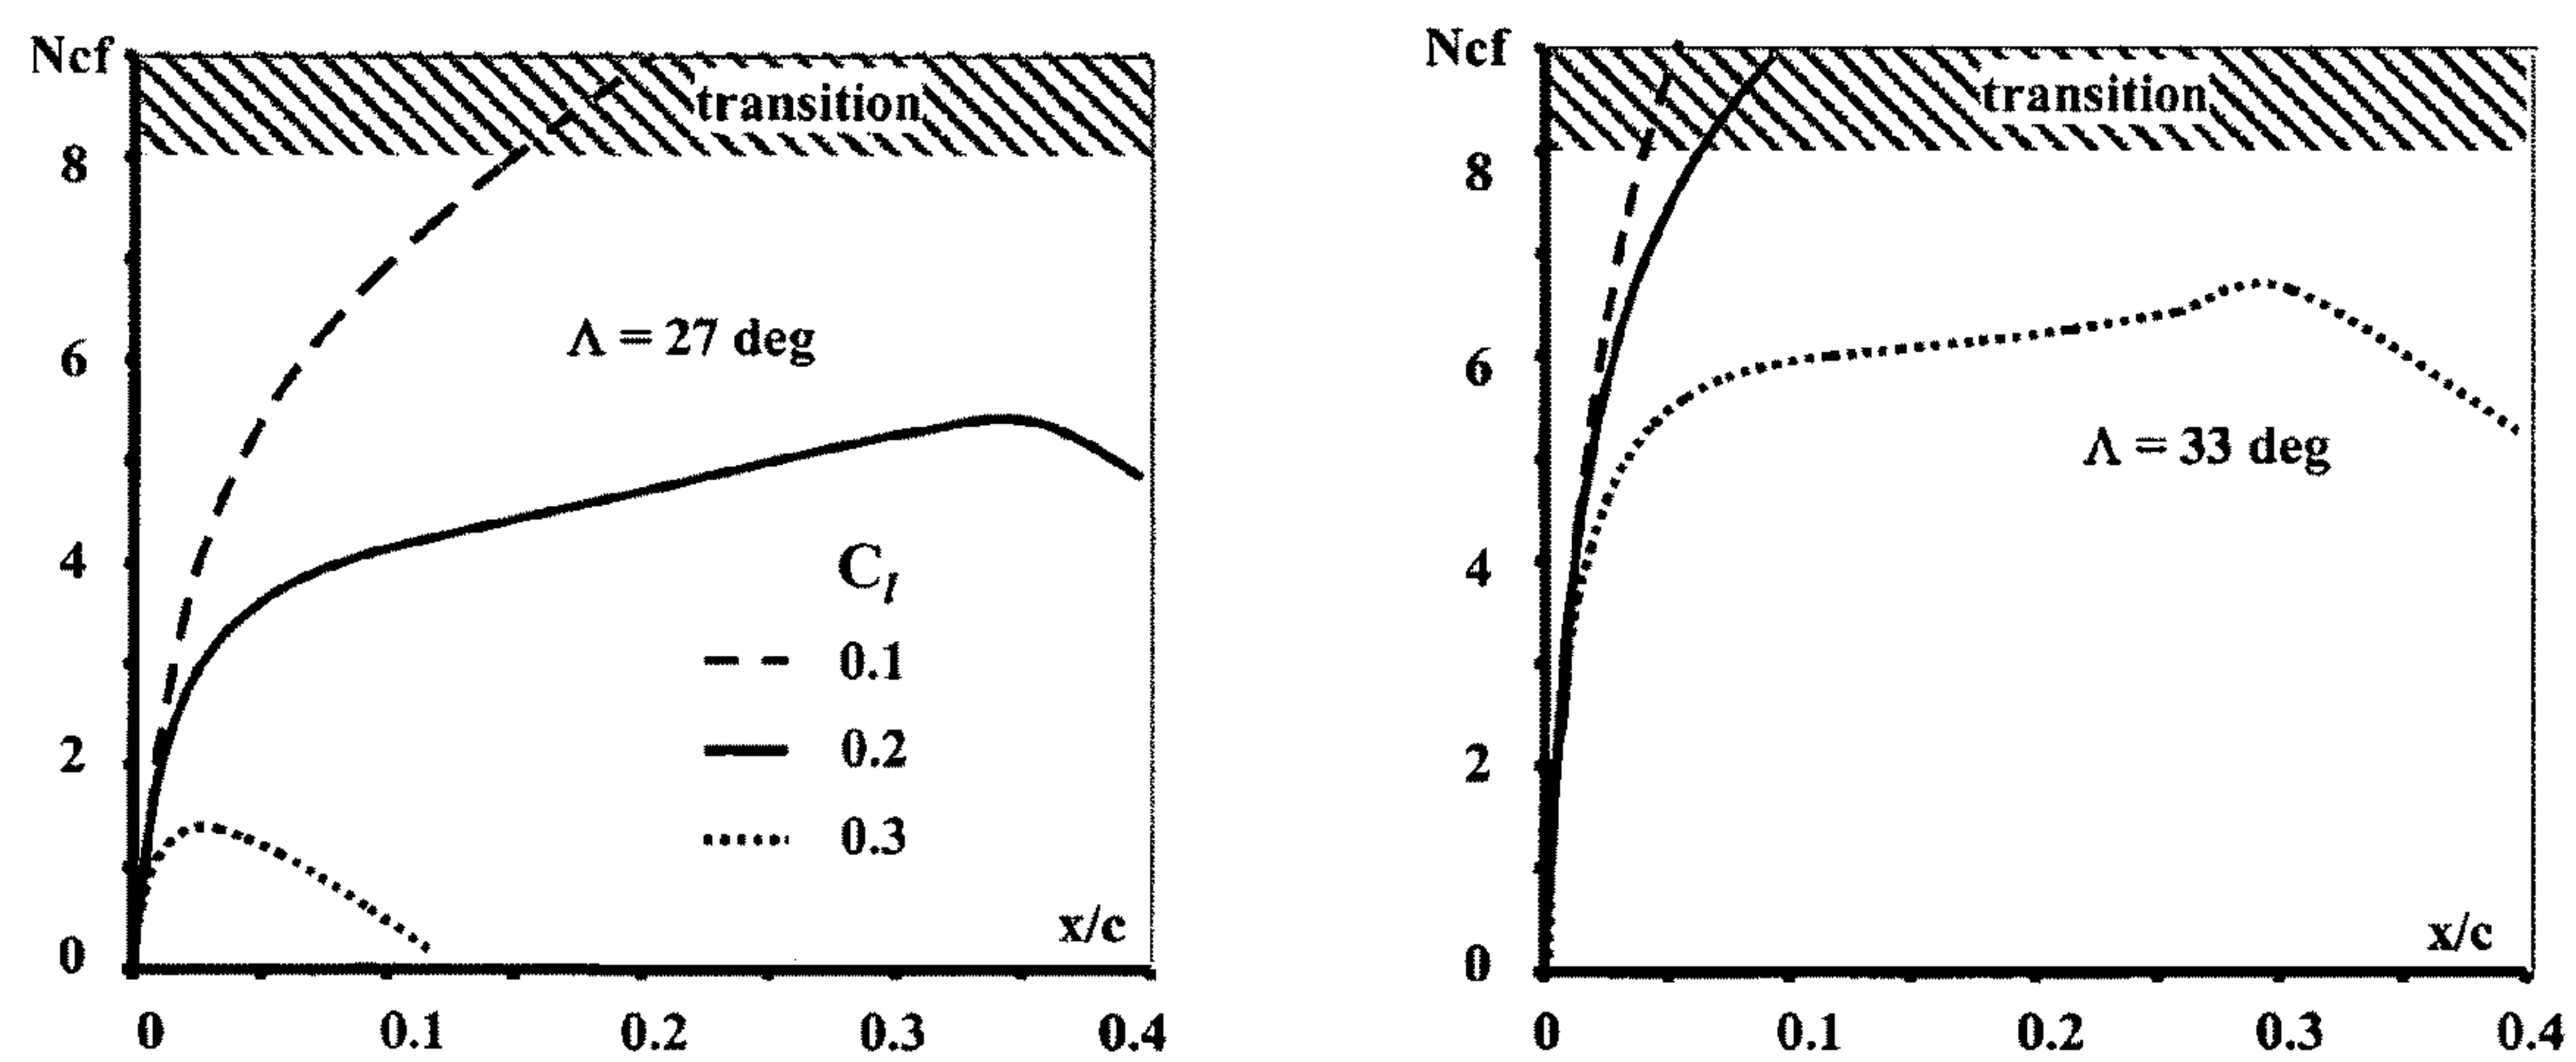 Ncf
transition
8
Λ = 27 deg
6
4
C_l
0.1
2
0.2
0.3
x/c
0
0 0.1 0.2 0.3 0.4
Ncf
transition
8
6
Λ = 33 deg
4
2
x/c
0
0 0.1 0.2 0.3 0.4